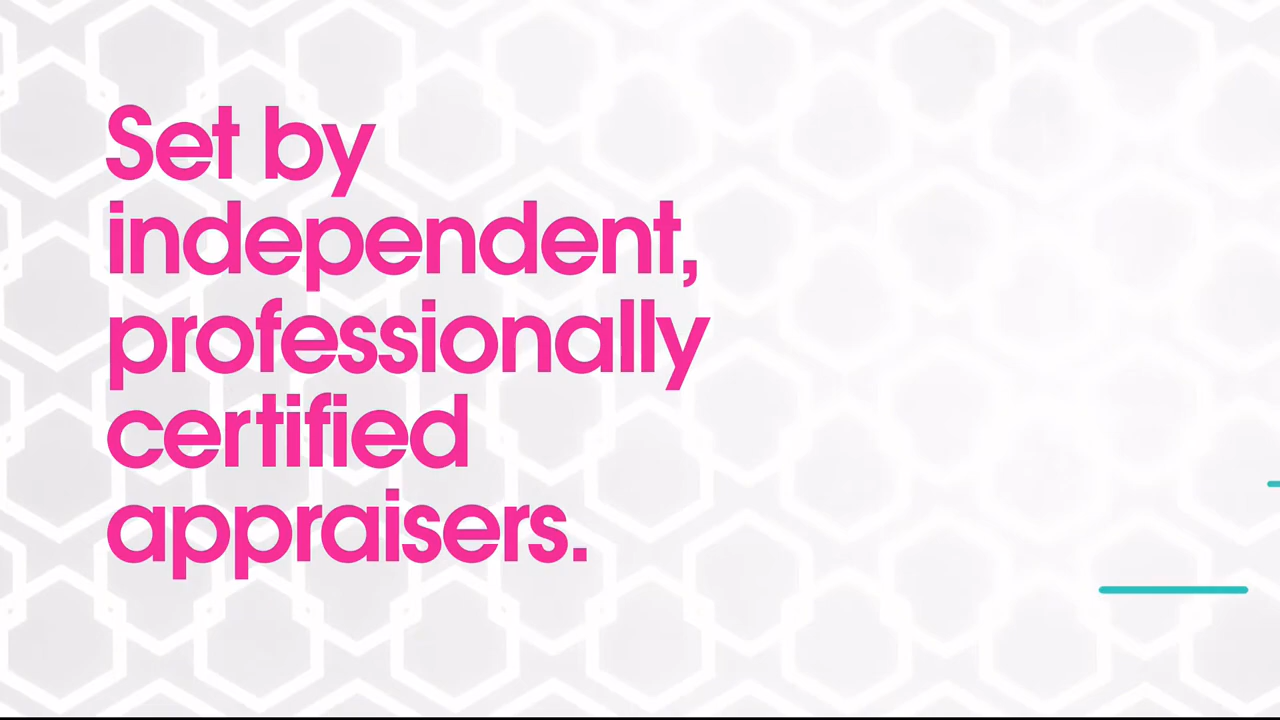 Set by
independent,
professionally
certified
appraisers.